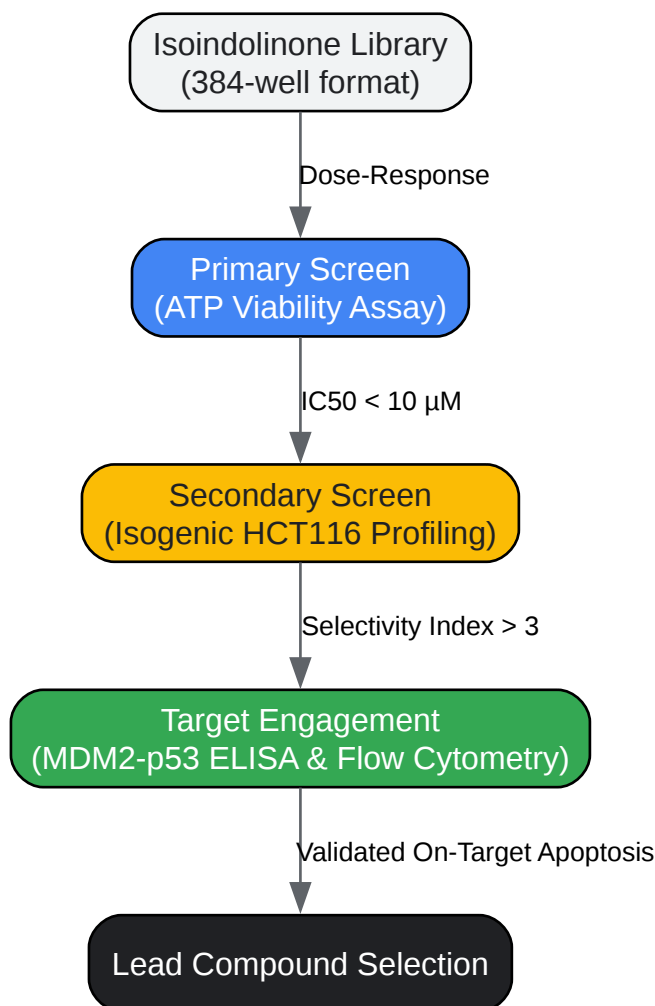 Isoindolinone Library
(384-well format)
Dose-Response
Primary Screen
(ATP Viability Assay)
IC50 < 10 µM
Secondary Screen
(Isogenic HCT116 Profiling)
Selectivity Index > 3
Target Engagement
(MDM2-p53 ELISA & Flow Cytometry)
Validated On-Target Apoptosis
Lead Compound Selection